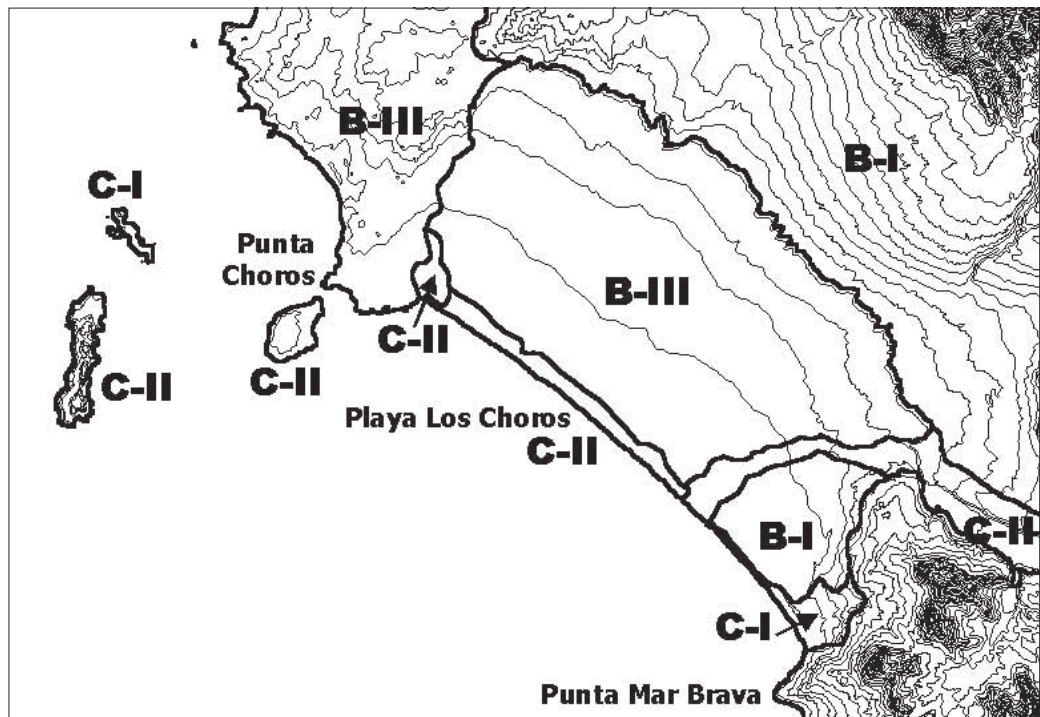 B-III
B-I
C-I
Punta
Choros
B-III
C-II
C-II
C-II
Playa Los Choros
C-II
B-I
C-II
C-I
Punta Mar Brava